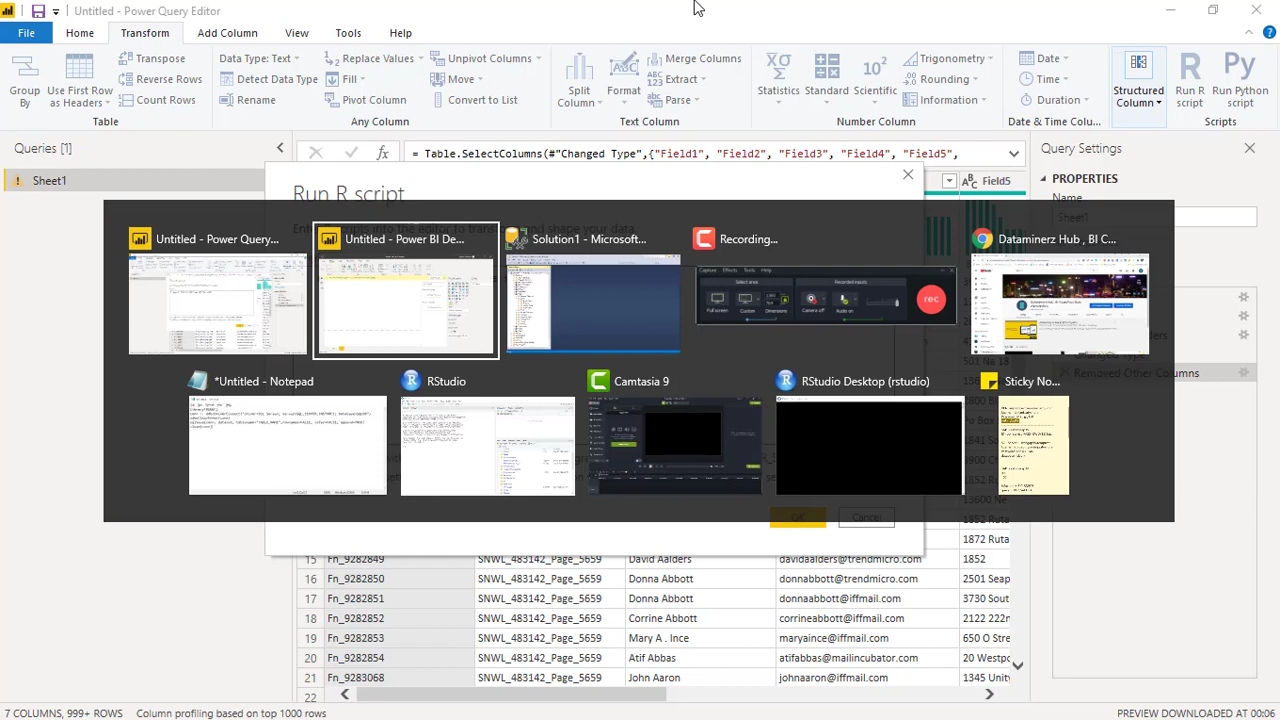 Untitled - Power Query Editor
File
Home
Transform
Add Column
View
Tools
Help
Group By
Use First Row as Headers
Transpose
Reverse Rows
Count Rows
Table
Data Type: Text
Detect Data Type
Rename
Replace Values
Fill
Pivot Column
Unpivot Columns
Move
Convert to List
Any Column
Split Column
Format
Merge Columns
Extract
Parse
Text Column
Statistics
Standard
Scientific
Trigonometry
Rounding
Information
Number Column
Date
Time
Duration
Date & Time Colu...
Structured Column
Run R script
Run Python script
Scripts
Queries [1]
= Table.SelectColumns(#"Changed Type",{"Field1", "Field2", "Field3", "Field4", "Field5",
Query Settings
Sheet1
Field5
PROPERTIES
Name
Sheet1
Run R script
Untitled - Power Query...
Untitled - Power BI De...
Solution1 - Microsoft...
Recording...
Dataminerz Hub , BI C...
Removed Other Columns
*Untitled - Notepad
RStudio
Camtasia 9
RStudio Desktop (rstudio)
Sticky No...
OK
Cancel
13600 Ne
1852 Ruta
1872 Rutar
15 Fn_9282849 SNWL_483142_Page_5659 David Aalders davidaalders@trendmicro.com 1852
16 Fn_9282850 SNWL_483142_Page_5659 Donna Abbott donnabbott@trendmicro.com 2501 Seap
17 Fn_9282851 SNWL_483142_Page_5659 Donna Abbott donnaabbott@iffmail.com 3730 Sout
18 Fn_9282852 SNWL_483142_Page_5659 Corrine Abbott corrineabbott@iffmail.com 2122 222n
19 Fn_9282853 SNWL_483142_Page_5659 Mary A . Ince maryaince@iffmail.com 650 O Stre
20 Fn_9282854 SNWL_483142_Page_5659 Atif Abbas atifabbas@mailincubator.com 20 Westpo
21 Fn_9283068 SNWL_483142_Page_5659 John Aaron johnaaron@iffmail.com 1345 Unity
22
7 COLUMNS, 999+ ROWS
Column profiling based on top 1000 rows
PREVIEW DOWNLOADED AT 00:06